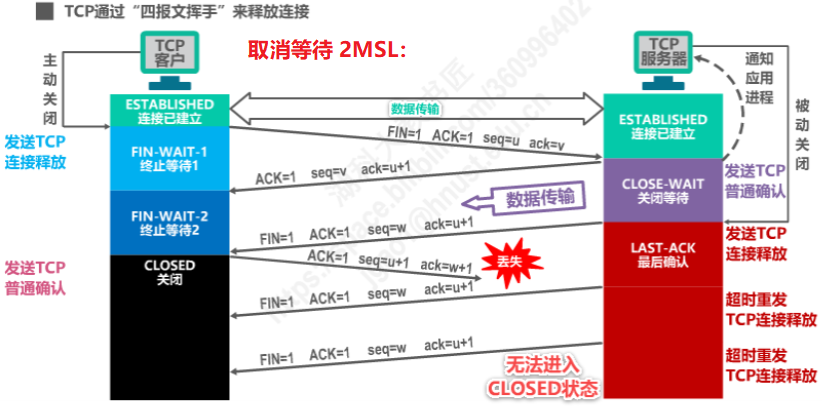 TCP通过“四报文挥手”来释放连接
取消等待 2MSL：
TCP
客户
TCP
服务器
主动关闭
通知
应用
进程
被动关闭
ESTABLISHED
连接已建立
数据传输
ESTABLISHED
连接已建立
FIN=1 ACK=1 seq=u ack=v
发送TCP
连接释放
FIN-WAIT-1
终止等待1
ACK=1 seq=v ack=u+1
CLOSE-WAIT
关闭等待
发送TCP
普通确认
数据传输
FIN-WAIT-2
终止等待2
FIN=1 ACK=1 seq=w ack=u+1
LAST-ACK
最后确认
发送TCP
连接释放
发送TCP
普通确认
CLOSED
关闭
ACK=1 seq=u+1 ack=w+1
丢失
FIN=1 ACK=1 seq=w ack=u+1
超时重发
TCP连接释放
FIN=1 ACK=1 seq=w ack=u+1
无法进入
CLOSED状态
超时重发
TCP连接释放